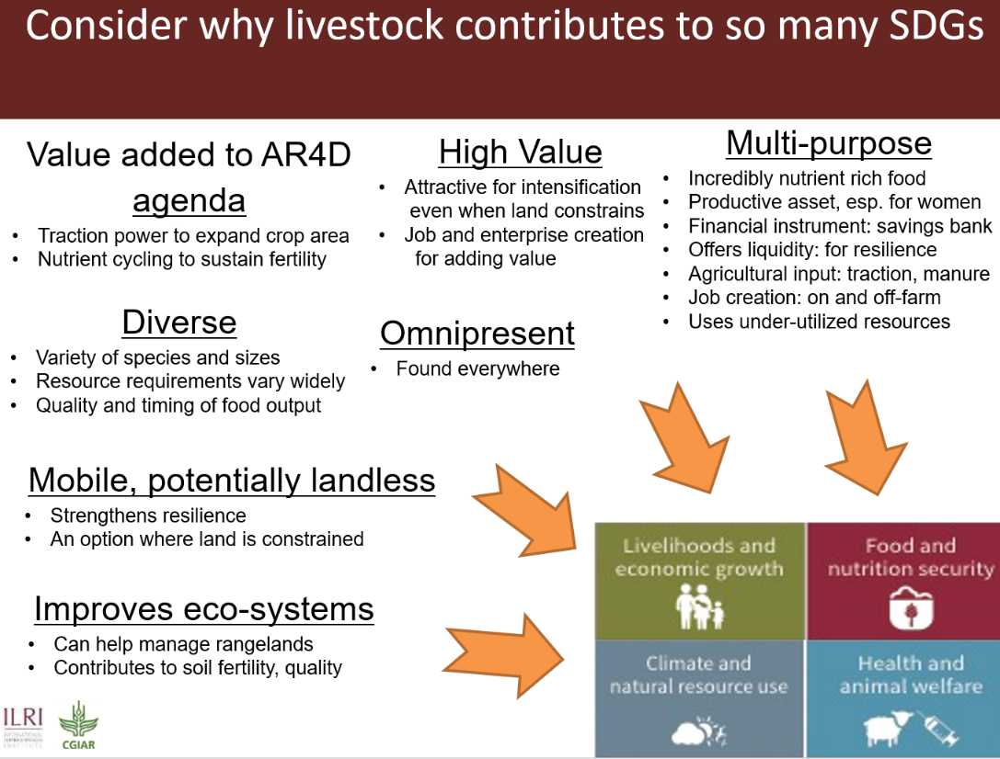 Consider why livestock contributes to so many SDGs
Value added to AR4D
agenda
• Traction power to expand crop area
• Nutrient cycling to sustain fertility
High Value
• Attractive for intensification
even when land constrains
• Job and enterprise creation
for adding value
Multi-purpose
• Incredibly nutrient rich food
• Productive asset, esp. for women
• Financial instrument: savings bank
• Offers liquidity: for resilience
• Agricultural input: traction, manure
• Job creation: on and off-farm
• Uses under-utilized resources
Diverse
• Variety of species and sizes
• Resource requirements vary widely
• Quality and timing of food output
Omnipresent
• Found everywhere
Mobile, potentially landless
• Strengthens resilience
• An option where land is constrained
Improves eco-systems
• Can help manage rangelands
• Contributes to soil fertility, quality
Livelihoods and
economic growth
Food and
nutrition security
Climate and
natural resource use
Health and
animal welfare
ILRI
CGIAR